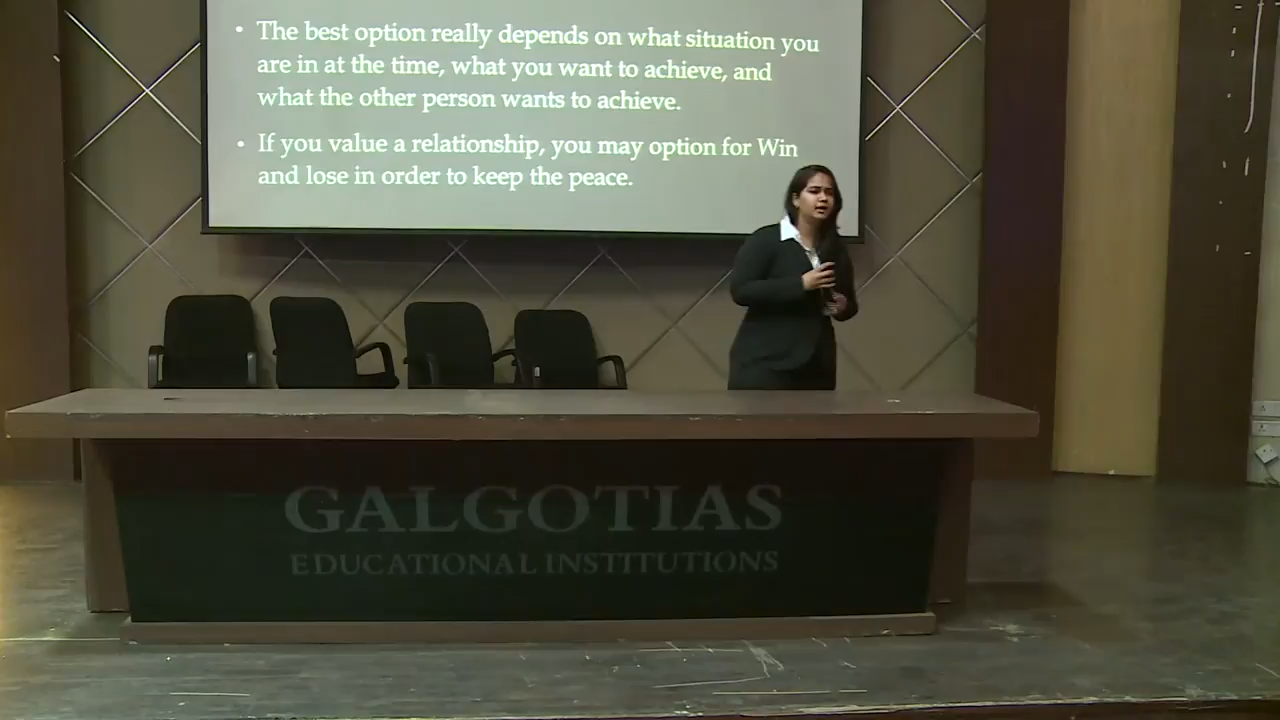 • The best option really depends on what situation you
are in at the time, what you want to achieve, and
what the other person wants to achieve.
• If you value a relationship, you may option for Win
and lose in order to keep the peace.
GALGOTIAS
EDUCATIONAL INSTITUTIONS